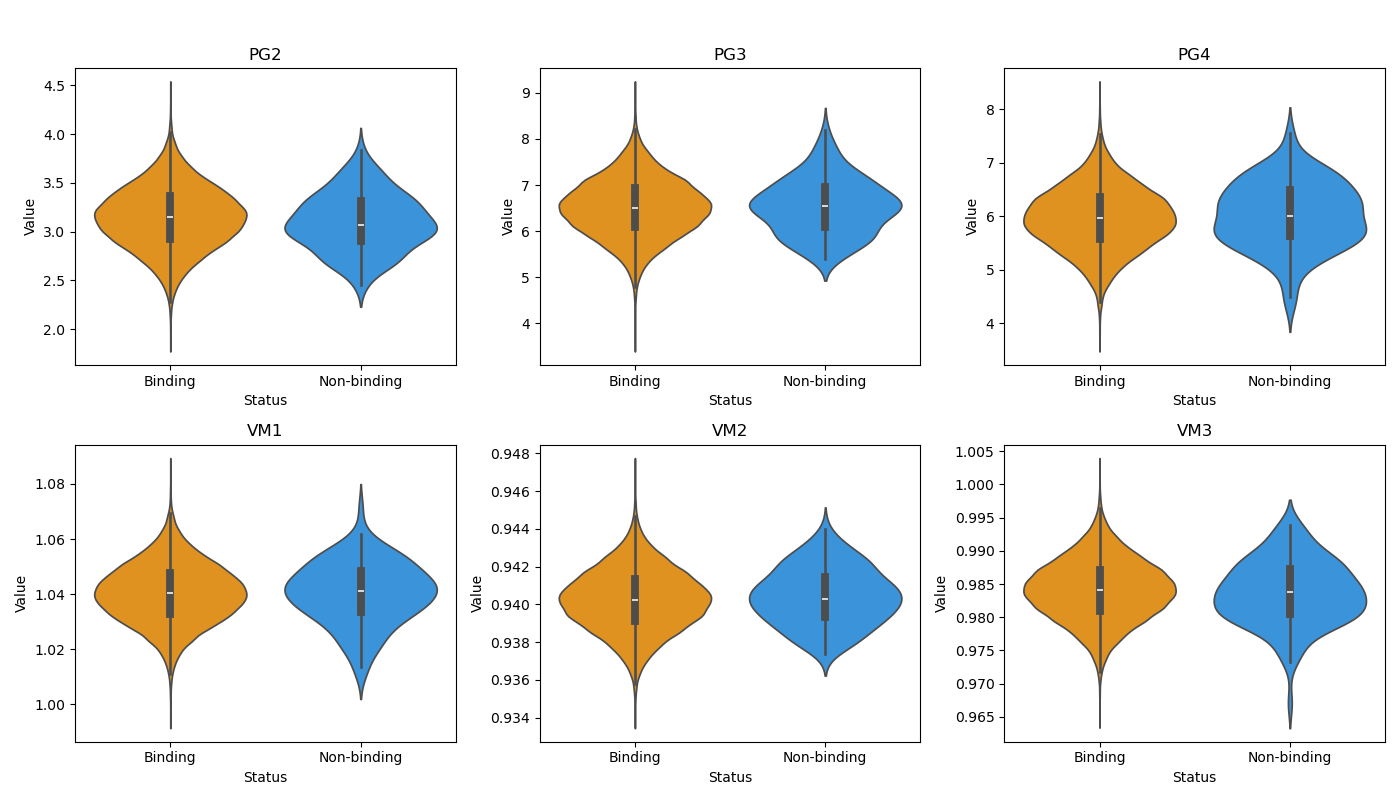 PG2
PG3
PG4
4.5
4.0
3.5
3.0
2.5
2.0
Value
Binding
Non-binding
Status
9
8
7
6
5
4
Value
Binding
Non-binding
Status
8
7
6
5
4
Value
Binding
Non-binding
Status
VM1
VM2
VM3
1.08
1.06
1.04
1.02
1.00
Value
Binding
Non-binding
Status
0.948
0.946
0.944
0.942
0.940
0.938
0.936
0.934
Value
Binding
Non-binding
Status
1.005
1.000
0.995
0.990
0.985
0.980
0.975
0.970
0.965
Value
Binding
Non-binding
Status